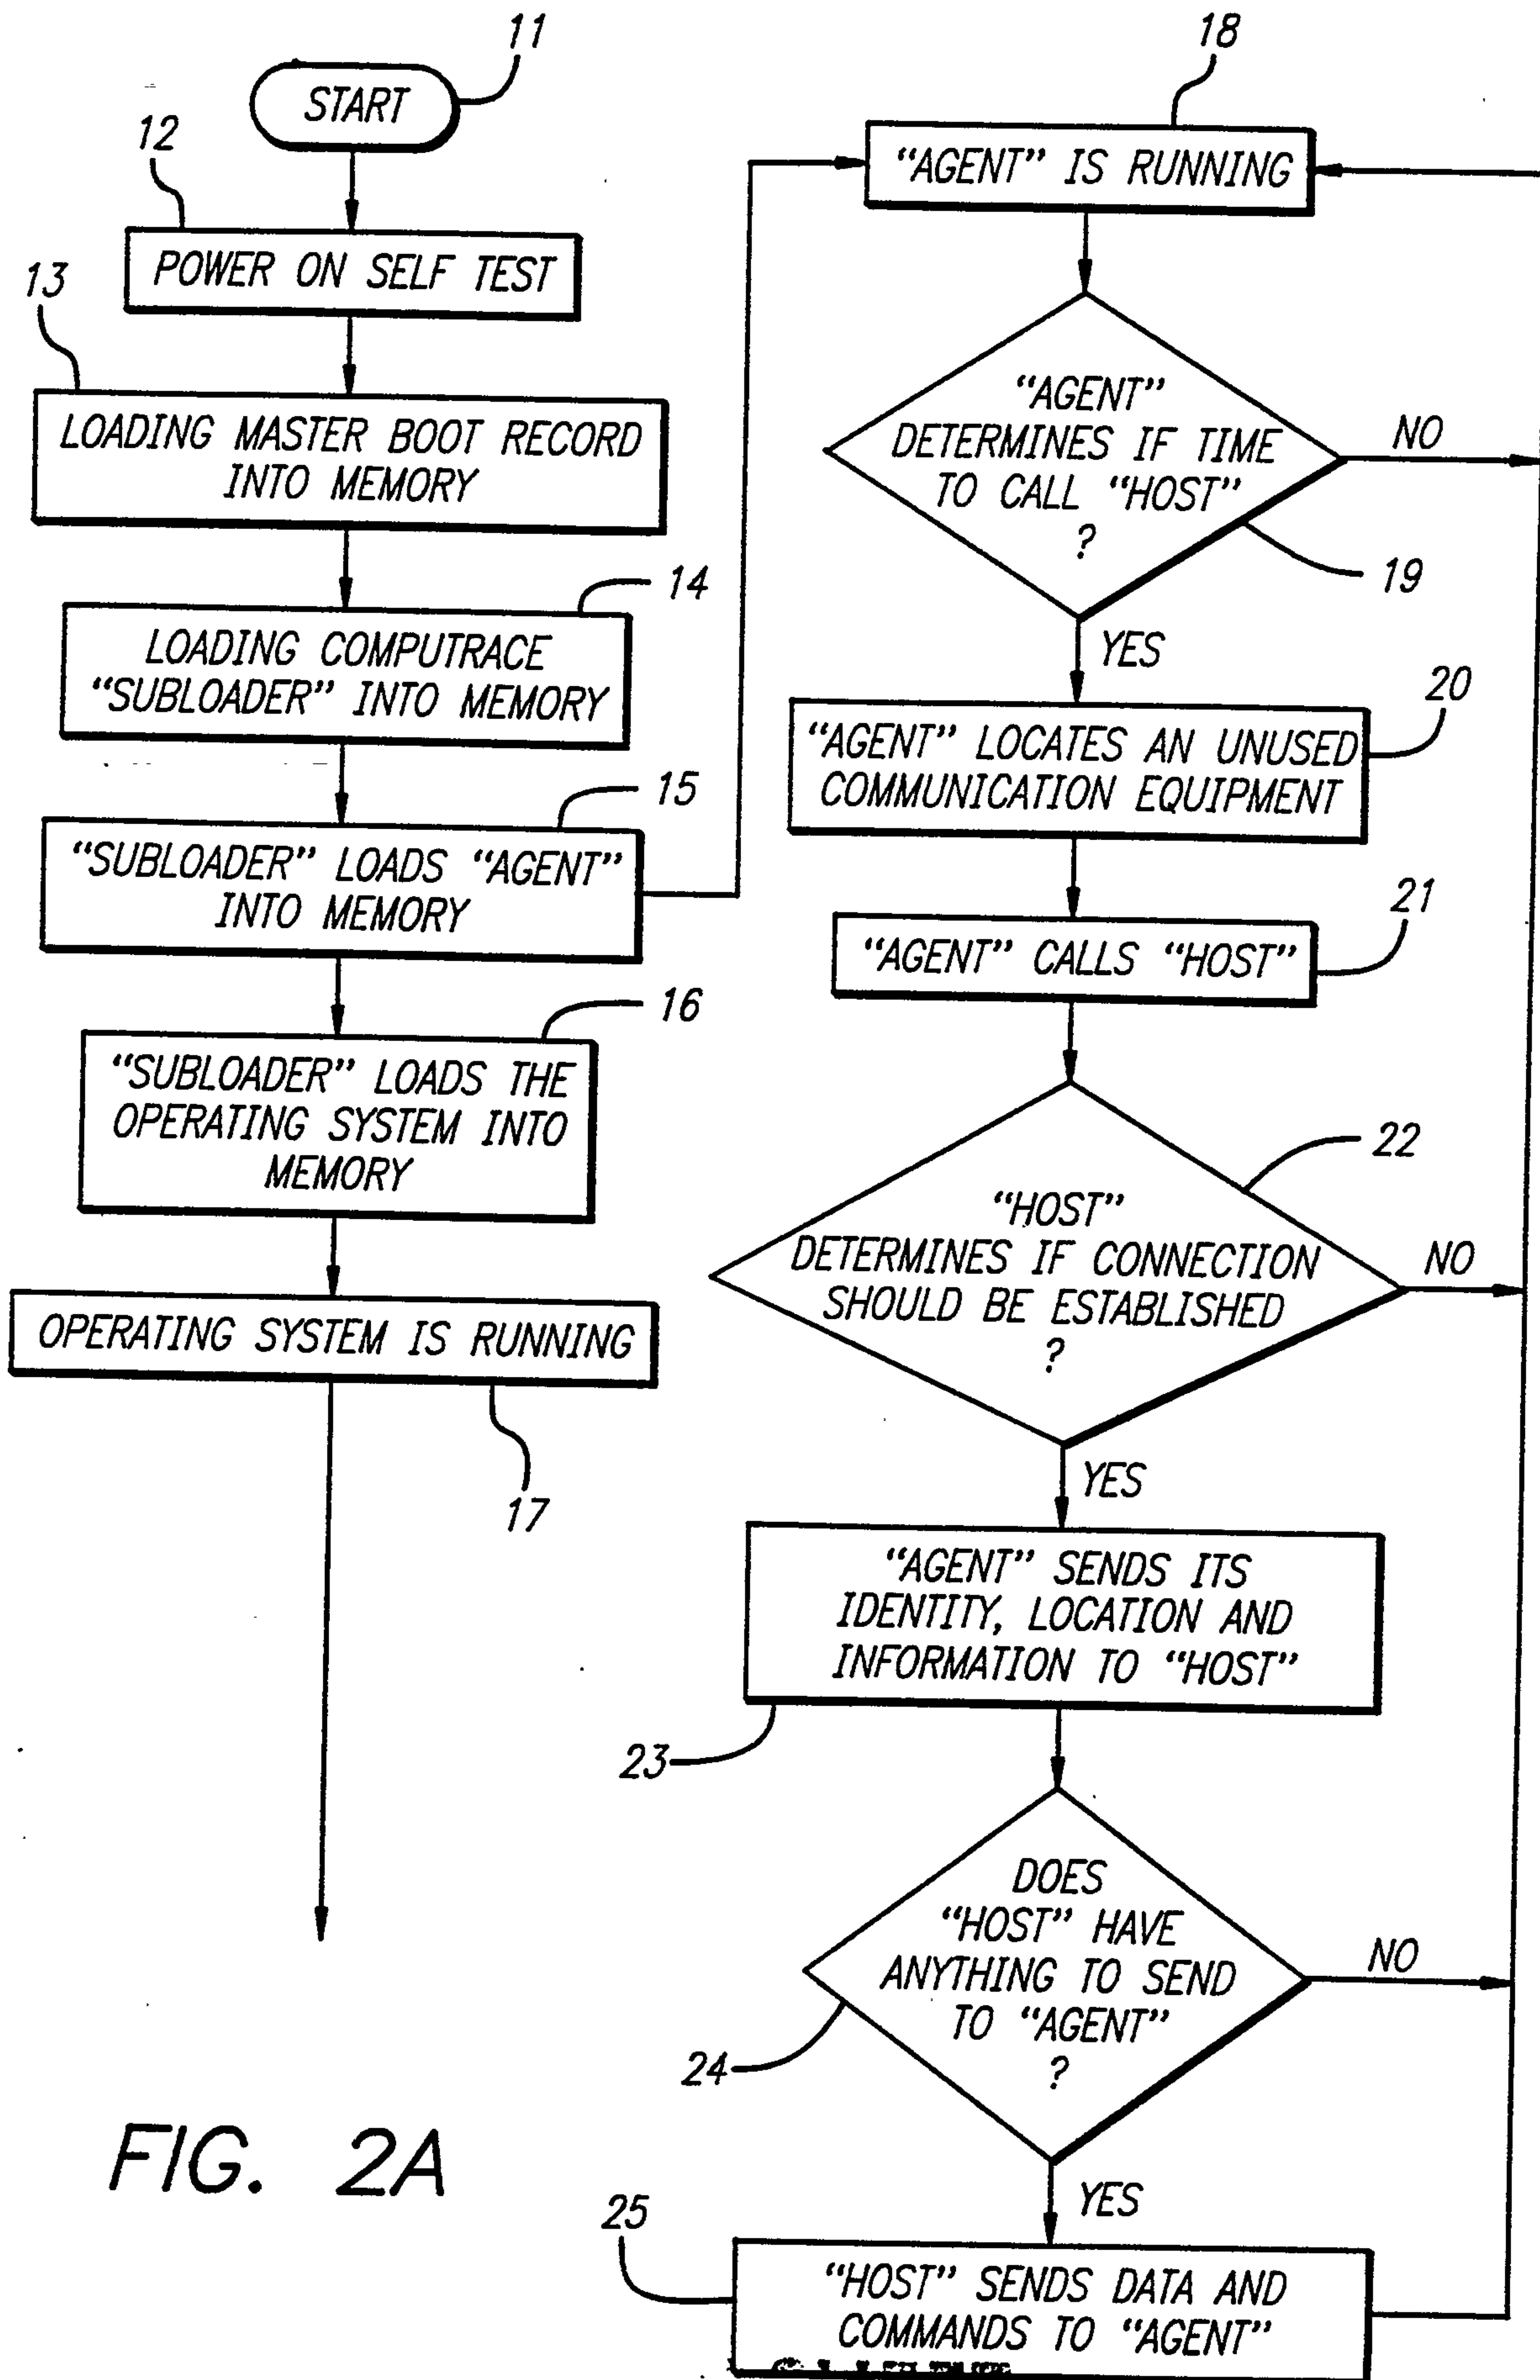 11
START
12
POWER ON SELF TEST
13
LOADING MASTER BOOT RECORD
INTO MEMORY
14
LOADING COMPUTRACE
“SUBLOADER” INTO MEMORY
15
“SUBLOADER” LOADS “AGENT”
INTO MEMORY
16
“SUBLOADER” LOADS THE
OPERATING SYSTEM INTO
MEMORY
OPERATING SYSTEM IS RUNNING
17
18
“AGENT” IS RUNNING
“AGENT”
DETERMINES IF TIME
TO CALL “HOST”
?
NO
19
YES
20
“AGENT” LOCATES AN UNUSED
COMMUNICATION EQUIPMENT
21
“AGENT” CALLS “HOST”
22
“HOST”
DETERMINES IF CONNECTION
SHOULD BE ESTABLISHED
?
NO
YES
“AGENT” SENDS ITS
IDENTITY, LOCATION AND
INFORMATION TO “HOST”
23
DOES
“HOST” HAVE
ANYTHING TO SEND
TO “AGENT”
?
NO
24
YES
25
“HOST” SENDS DATA AND
COMMANDS TO “AGENT”
FIG. 2A